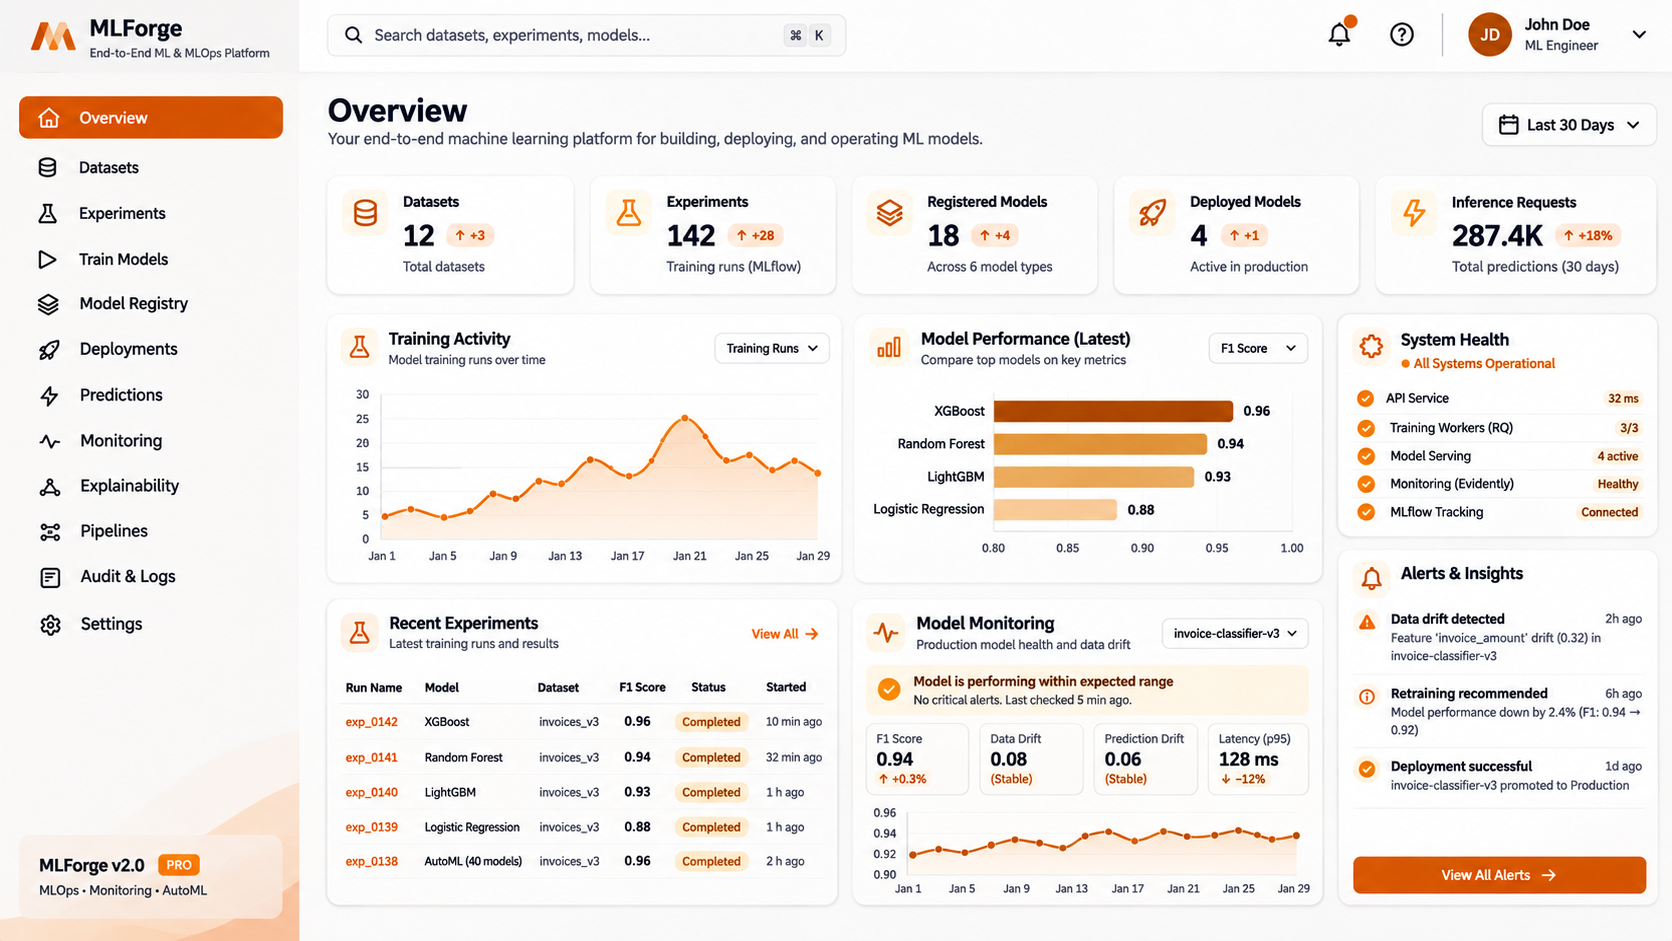 MLForge
End-to-End ML & MLOps Platform
Search datasets, experiments, models...
⌘ K
JD
John Doe
ML Engineer
Overview
Datasets
Experiments
Train Models
Model Registry
Deployments
Predictions
Monitoring
Explainability
Pipelines
Audit & Logs
Settings
MLForge v2.0 PRO
MLOps • Monitoring • AutoML
Overview
Your end-to-end machine learning platform for building, deploying, and operating ML models.
Last 30 Days
Datasets
12 ↑ +3
Total datasets
Experiments
142 ↑ +28
Training runs (MLflow)
Registered Models
18 ↑ +4
Across 6 model types
Deployed Models
4 ↑ +1
Active in production
Inference Requests
287.4K ↑ +18%
Total predictions (30 days)
Training Activity
Model training runs over time
Training Runs
30
25
20
15
10
5
0
Jan 1 Jan 5 Jan 9 Jan 13 Jan 17 Jan 21 Jan 25 Jan 29
Model Performance (Latest)
Compare top models on key metrics
F1 Score
XGBoost 0.96
Random Forest 0.94
LightGBM 0.93
Logistic Regression 0.88
0.80 0.85 0.90 0.95 1.00
System Health
All Systems Operational
API Service 32 ms
Training Workers (RQ) 3/3
Model Serving 4 active
Monitoring (Evidently) Healthy
MLflow Tracking Connected
Recent Experiments
Latest training runs and results
View All →
Run Name Model Dataset F1 Score Status Started
exp_0142 XGBoost invoices_v3 0.96 Completed 10 min ago
exp_0141 Random Forest invoices_v3 0.94 Completed 32 min ago
exp_0140 LightGBM invoices_v3 0.93 Completed 1 h ago
exp_0139 Logistic Regression invoices_v3 0.88 Completed 1 h ago
exp_0138 AutoML (40 models) invoices_v3 0.96 Completed 2 h ago
Model Monitoring
Production model health and data drift
invoice-classifier-v3
Model is performing within expected range
No critical alerts. Last checked 5 min ago.
F1 Score
0.94
↑ +0.3%
Data Drift
0.08
(Stable)
Prediction Drift
0.06
(Stable)
Latency (p95)
128 ms
↓ −12%
0.96
0.94
0.92
0.90
Jan 1 Jan 5 Jan 9 Jan 13 Jan 17 Jan 21 Jan 25 Jan 29
Alerts & Insights
Data drift detected 2h ago
Feature ‘invoice_amount’ drift (0.32) in
invoice-classifier-v3
Retraining recommended 6h ago
Model performance down by 2.4% (F1: 0.94 →
0.92)
Deployment successful 1d ago
invoice-classifier-v3 promoted to Production
View All Alerts →